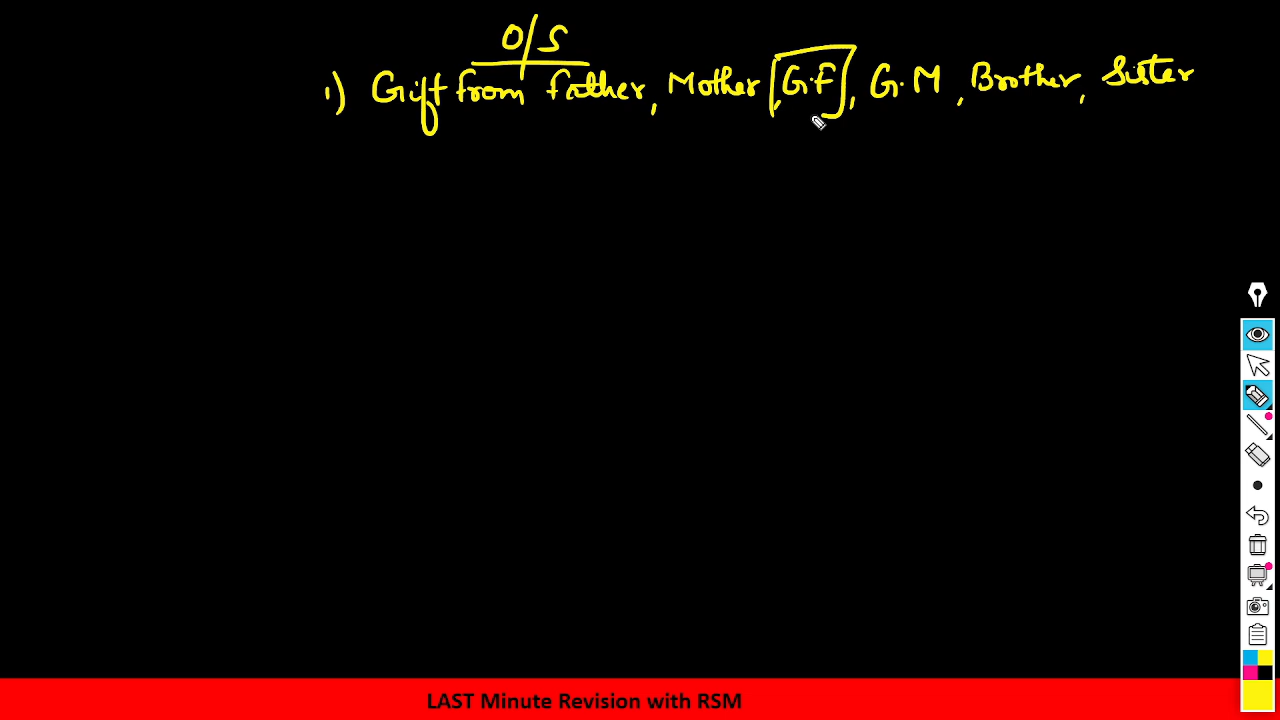 O/S
1) Gift from father, Mother, [G.F], G.M, Brother, Sister
LAST Minute Revision with RSM